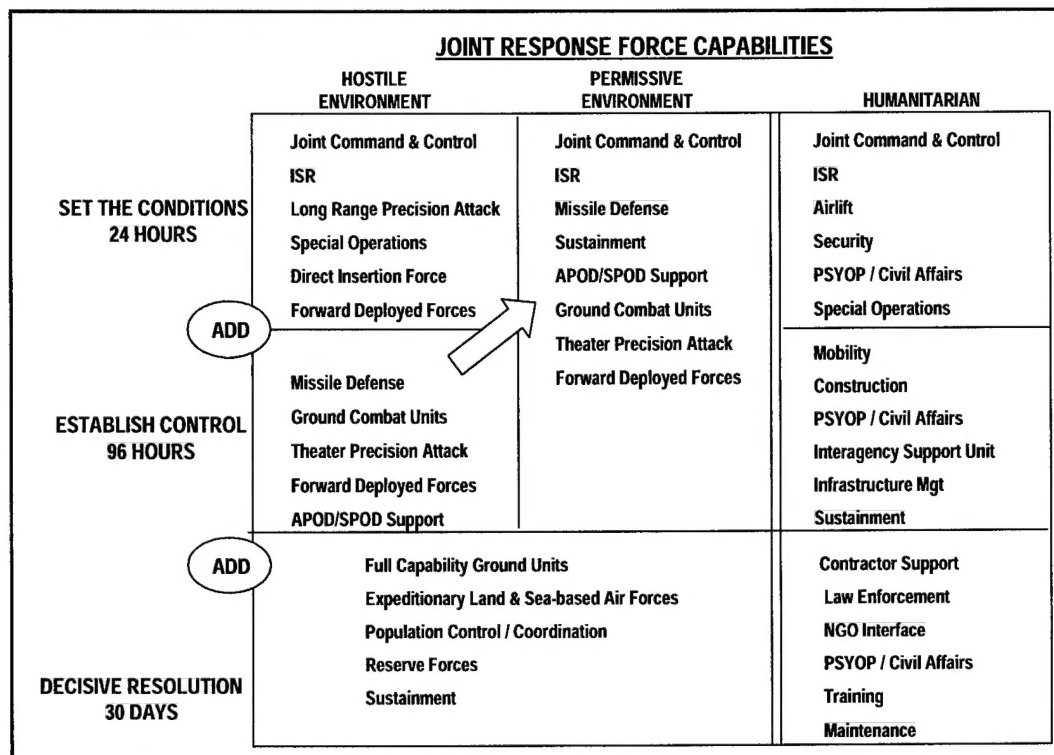 JOINT RESPONSE FORCE CAPABILITIES
HOSTILE
ENVIRONMENT
PERMISSIVE
ENVIRONMENT
HUMANITARIAN
SET THE CONDITIONS
24 HOURS
Joint Command & Control
ISR
Long Range Precision Attack
Special Operations
Direct Insertion Force
Forward Deployed Forces
Joint Command & Control
ISR
Missile Defense
Sustainment
APOD/SPOD Support
Ground Combat Units
Theater Precision Attack
Forward Deployed Forces
Joint Command & Control
ISR
Airlift
Security
PSYOP / Civil Affairs
Special Operations
ADD
ESTABLISH CONTROL
96 HOURS
Missile Defense
Ground Combat Units
Theater Precision Attack
Forward Deployed Forces
APOD/SPOD Support
Mobility
Construction
PSYOP / Civil Affairs
Interagency Support Unit
Infrastructure Mgt
Sustainment
ADD
DECISIVE RESOLUTION
30 DAYS
Full Capability Ground Units
Expeditionary Land & Sea-based Air Forces
Population Control / Coordination
Reserve Forces
Sustainment
Contractor Support
Law Enforcement
NGO Interface
PSYOP / Civil Affairs
Training
Maintenance